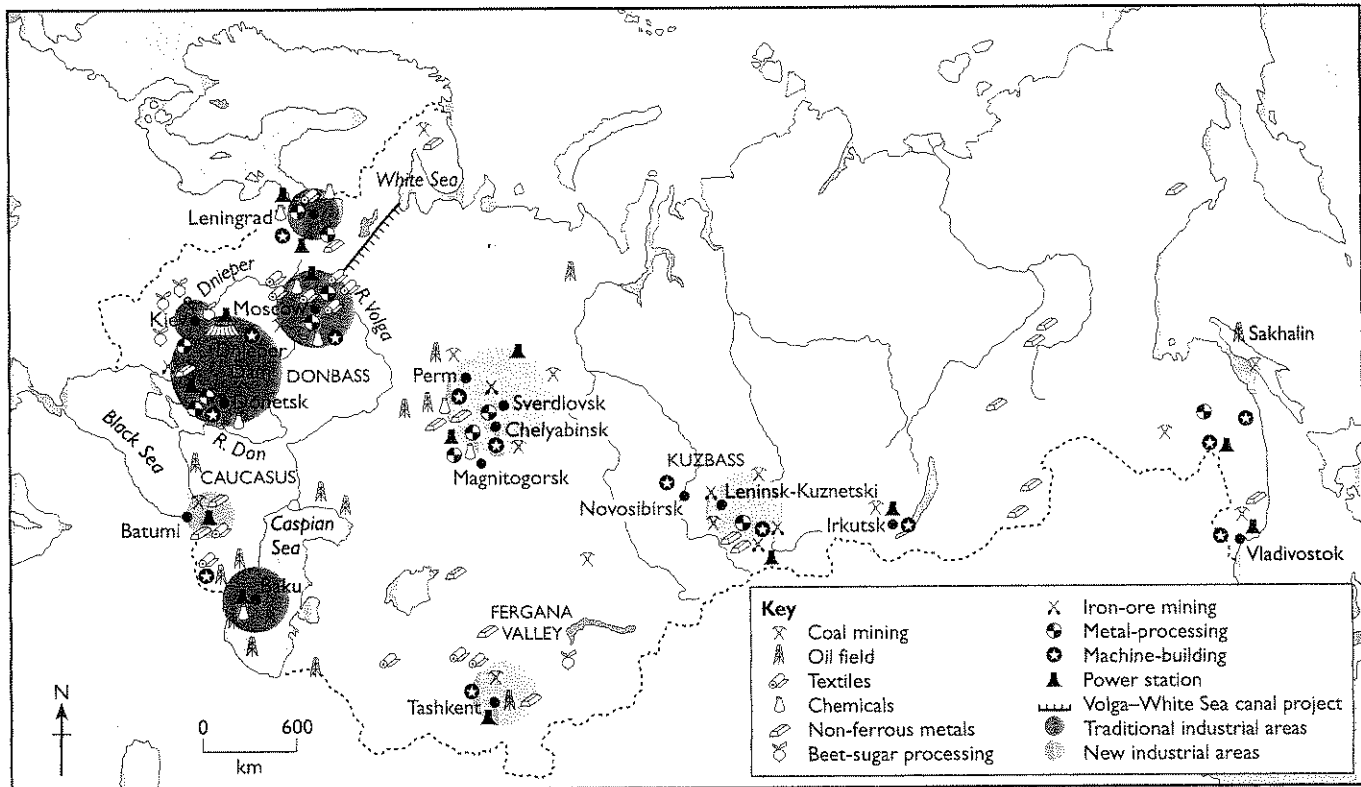 White Sea
Leningrad
R. Dnieper
Moscow
R. Volga
Sakhalin
DONBASS
Perm
Sverdlovsk
Chelyabinsk
Magnitogorsk
Black Sea
R. Don
CAUCASUS
KUZBASS
Leninsk-Kuznetski
Novosibirsk
Irkutsk
Batumi
Caspian
Sea
Vladivostok
Baku
FERGANA
VALLEY
Tashkent
N
0 600
km
Key
Coal mining
Oil field
Textiles
Chemicals
Non-ferrous metals
Beet-sugar processing
Iron-ore mining
Metal-processing
Machine-building
Power station
Volga–White Sea canal project
Traditional industrial areas
New industrial areas